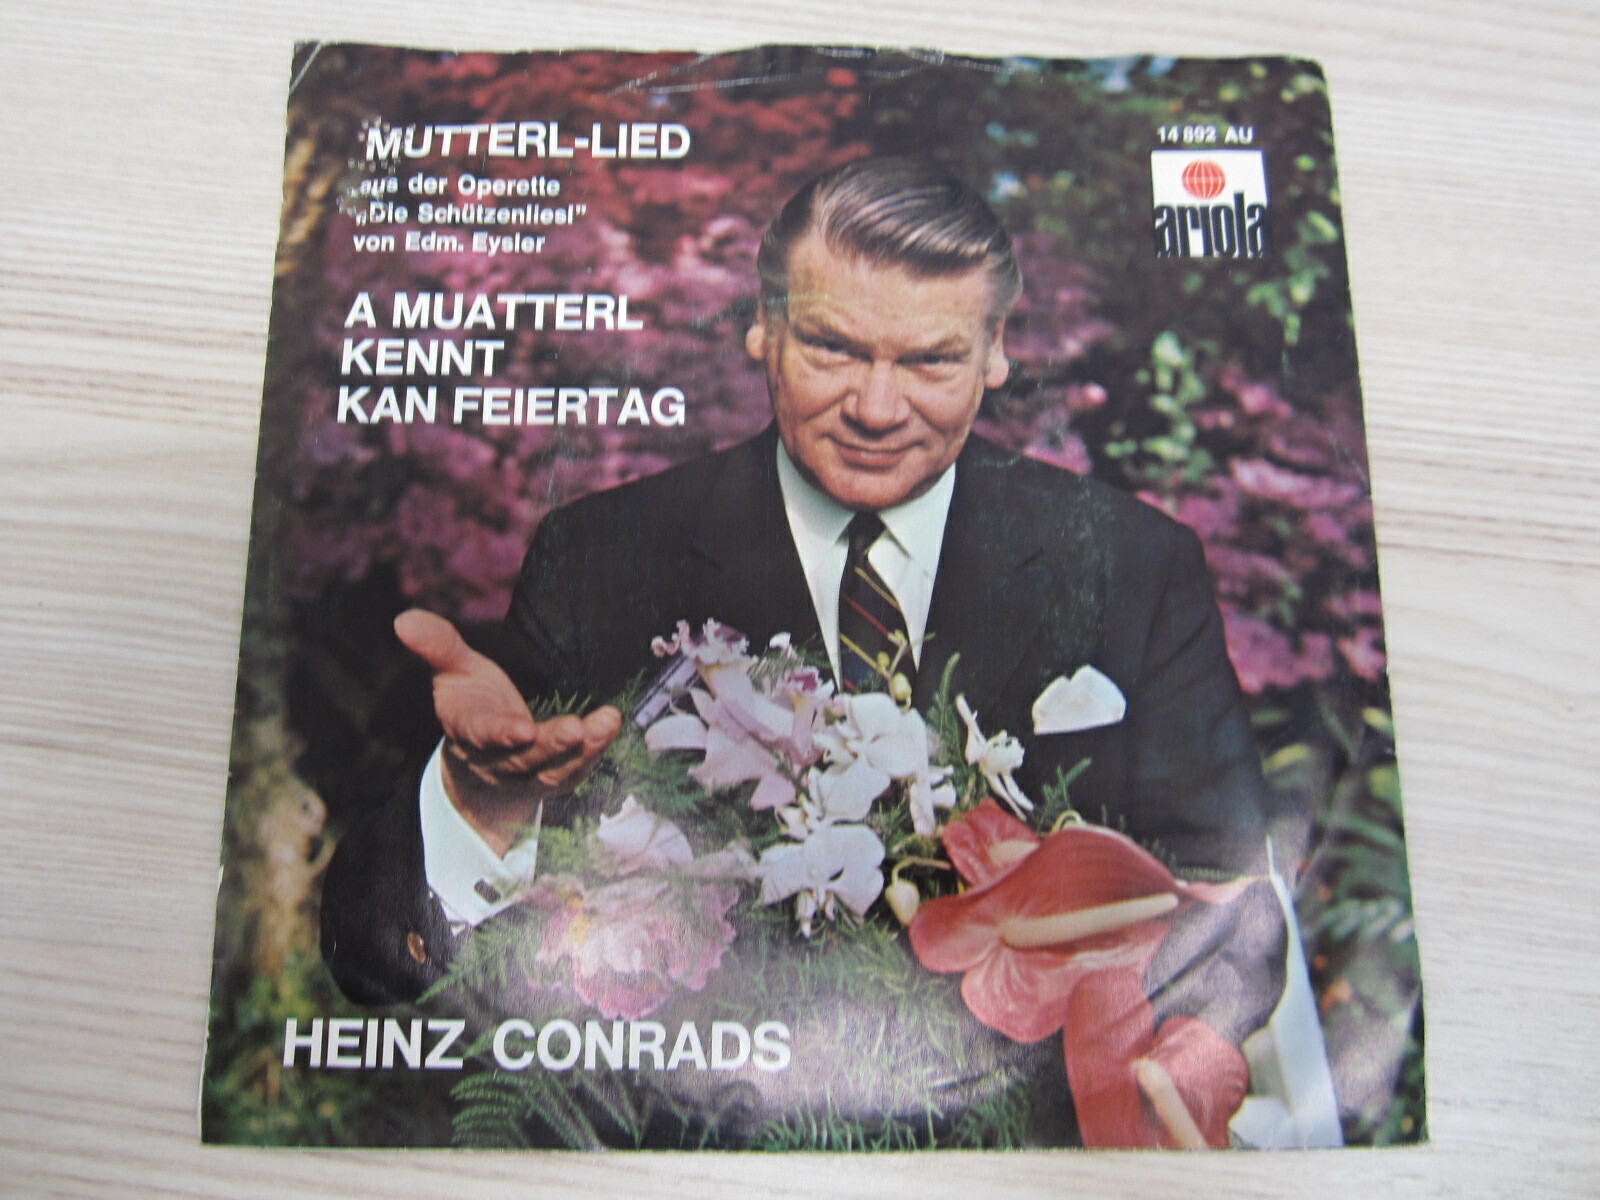 MUTTERL-LIED
aus der Operette
„Die Schützenliesl”
von Edm. Eysler
A MUATTERL
KENNT
KAN FEIERTAG
14 892 AU
ariola
HEINZ CONRADS